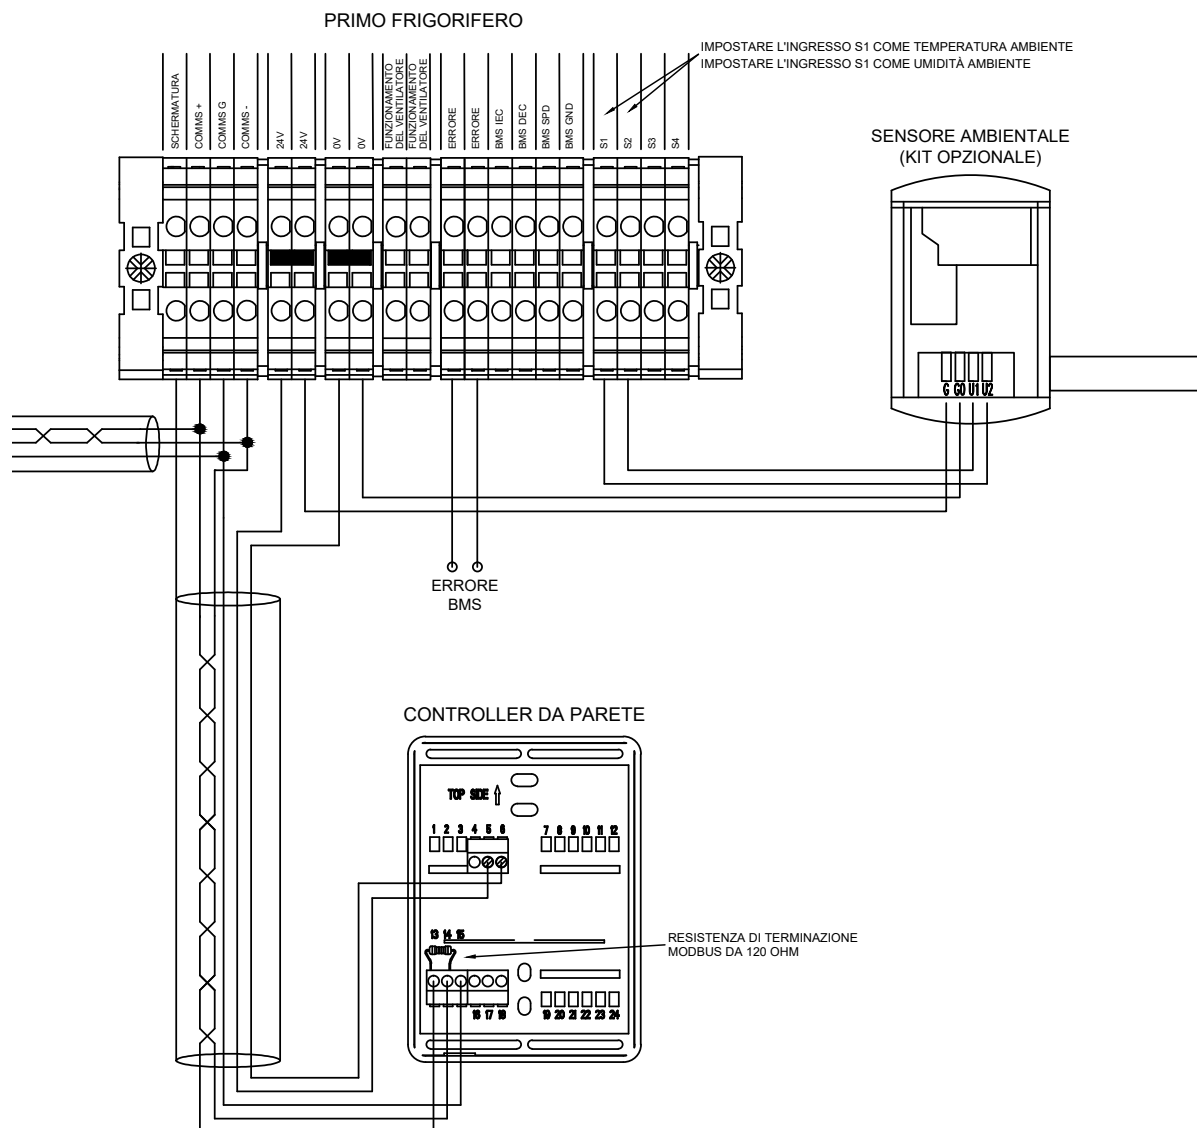 PRIMO FRIGORIFERO
IMPOSTARE L'INGRESSO S1 COME TEMPERATURA AMBIENTE
IMPOSTARE L'INGRESSO S1 COME UMIDITÀ AMBIENTE
SCHERMATURA
COMMS +
COMMS G
COMMS -
24V
24V
0V
0V
FUNZIONAMENTO
DEL VENTILATORE
FUNZIONAMENTO
DEL VENTILATORE
ERRORE
ERRORE
BMS IEC
BMS DEC
BMS SPD
BMS GND
S1
S2
S3
S4
SENSORE AMBIENTALE
(KIT OPZIONALE)
G G0 U1 U2
ERRORE
BMS
CONTROLLER DA PARETE
TOP SIDE
1 2 3 4 5 6 7 8 9 10 11 12
13 14 15
RESISTENZA DI TERMINAZIONE
MODBUS DA 120 OHM
16 17 18 19 20 21 22 23 24